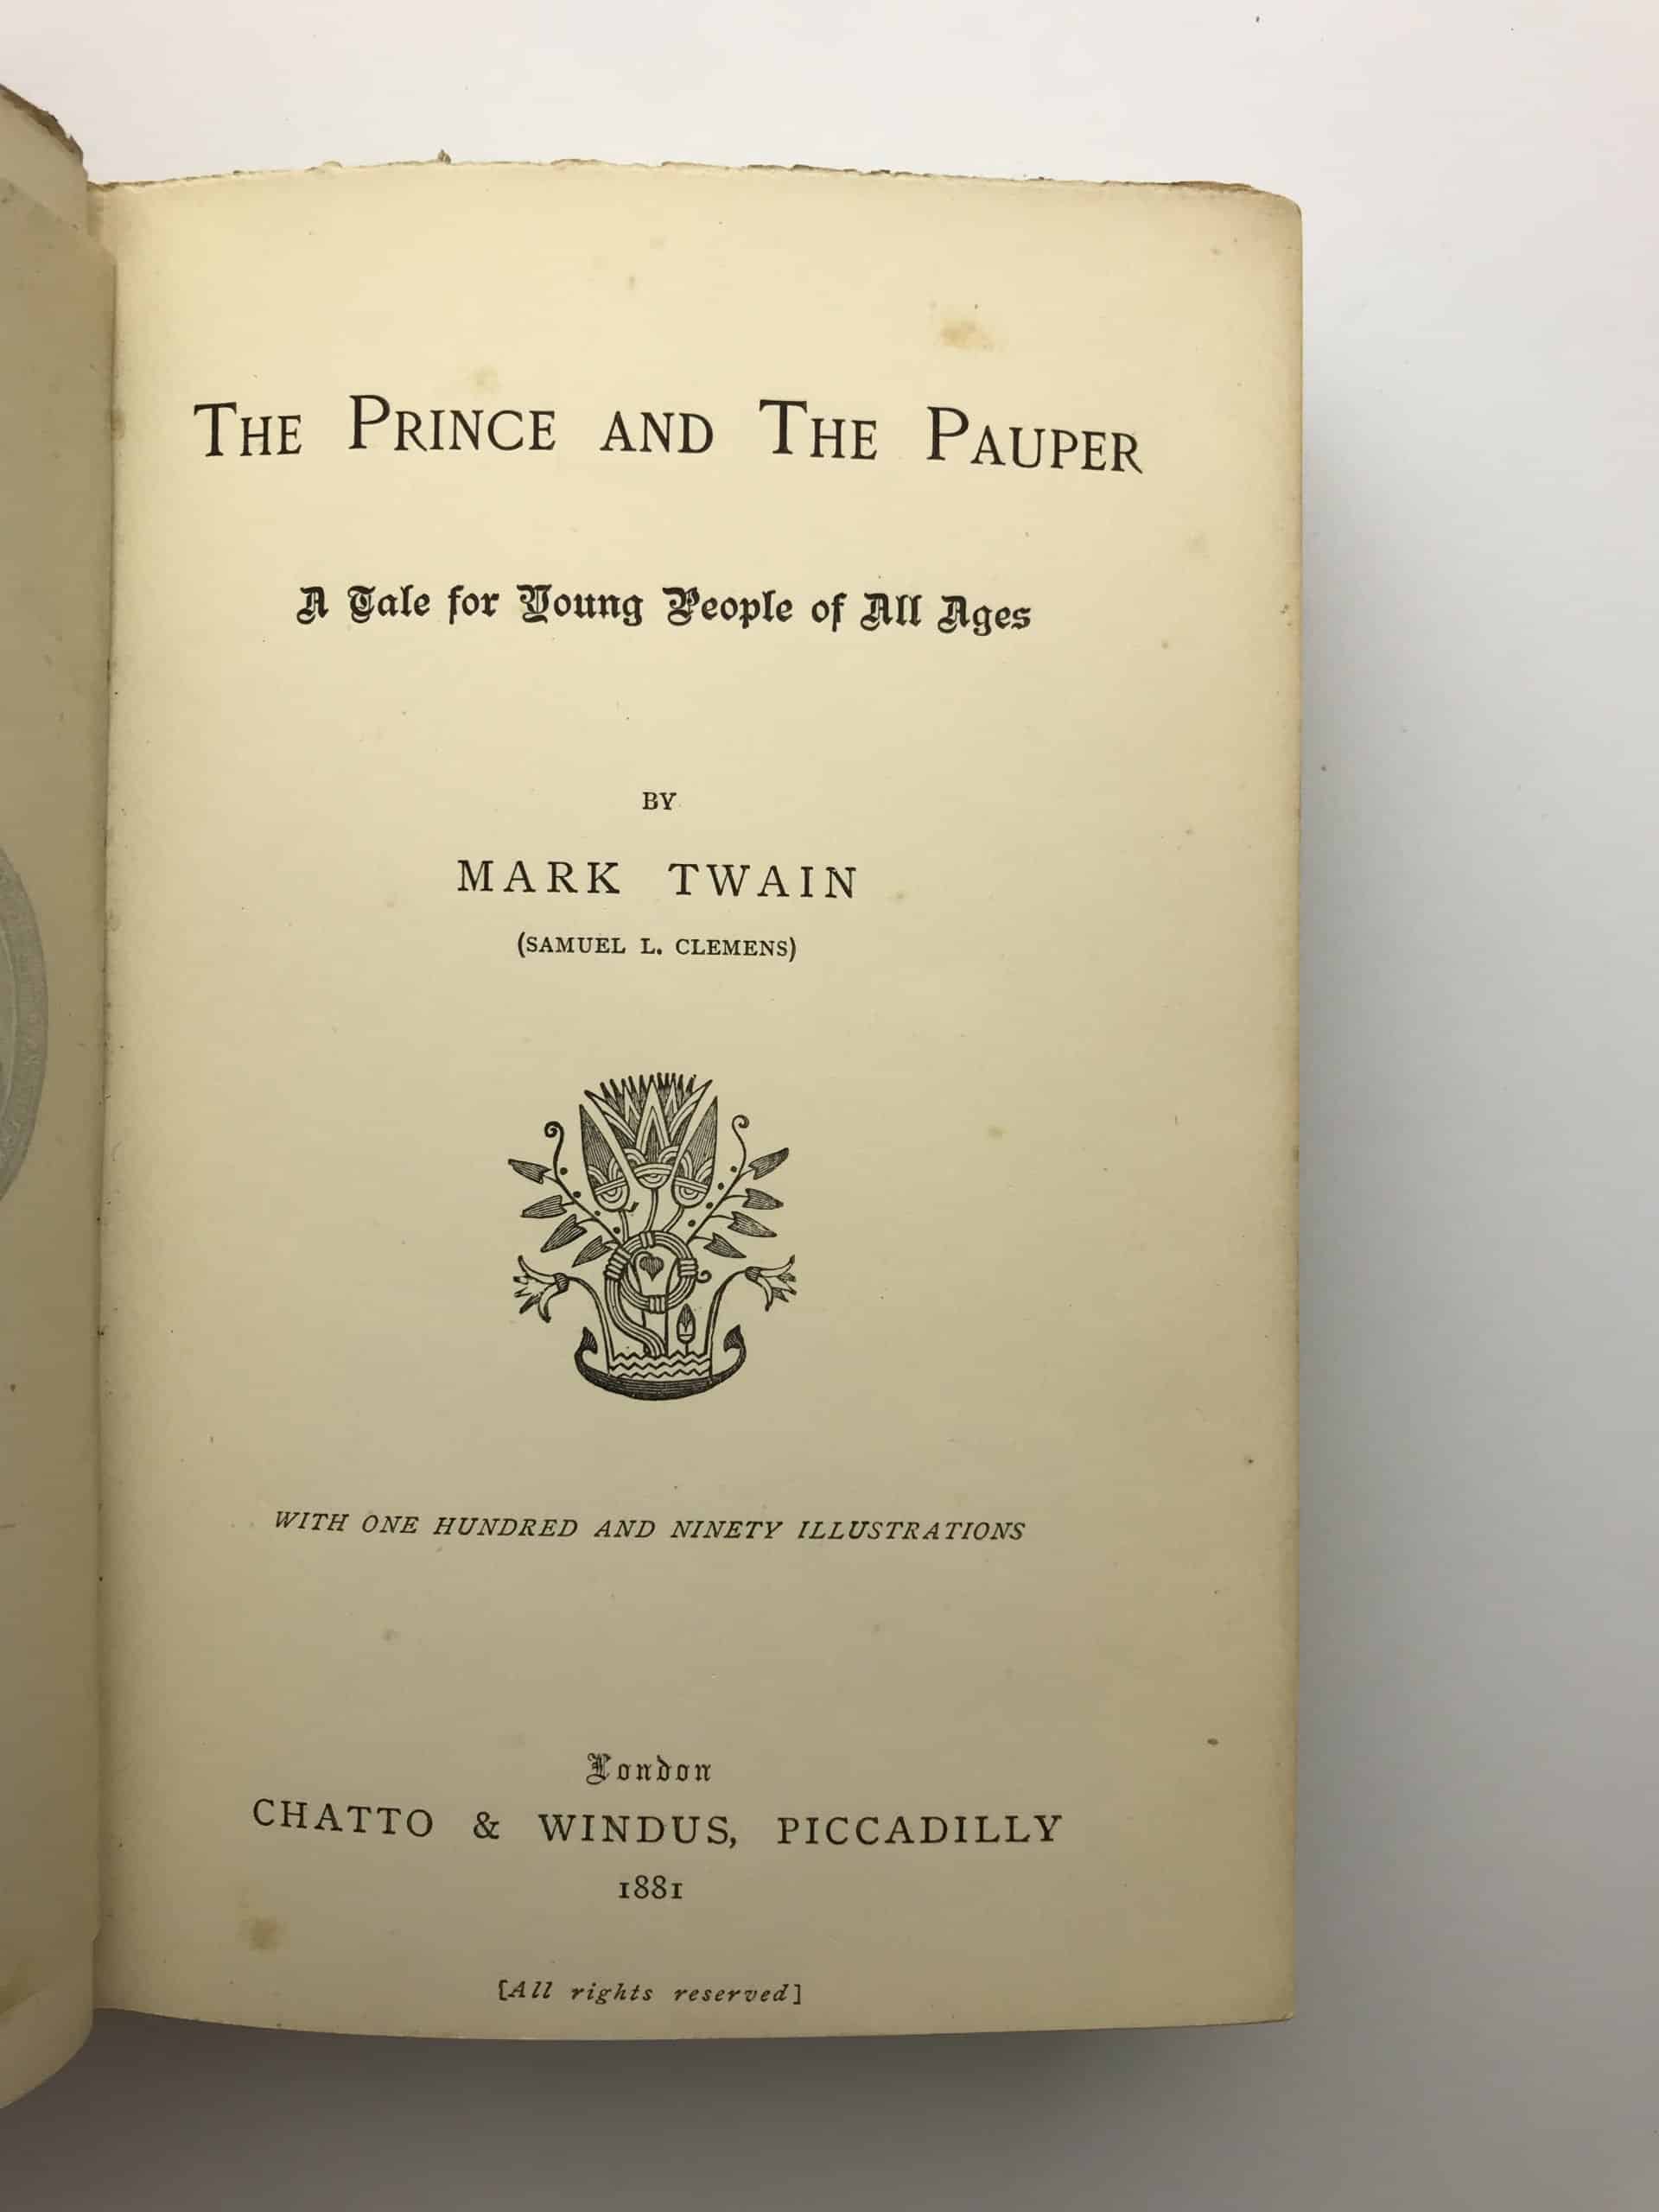 THE PRINCE AND THE PAUPER
A Tale for Young People of All Ages
BY
MARK TWAIN
(SAMUEL L. CLEMENS)
WITH ONE HUNDRED AND NINETY ILLUSTRATIONS
London
CHATTO & WINDUS, PICCADILLY
1881
[All rights reserved]